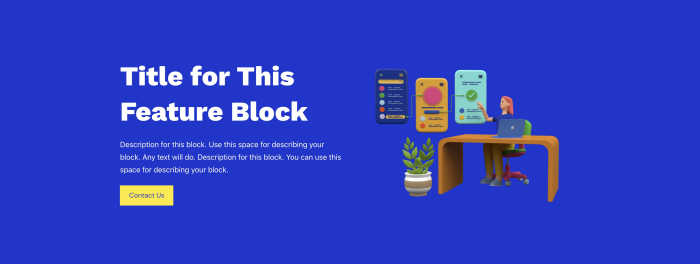 Title for This
Feature Block
Description for this block. Use this space for describing your
block. Any text will do. Description for this block. You can use this
space for describing your block.
Contact Us